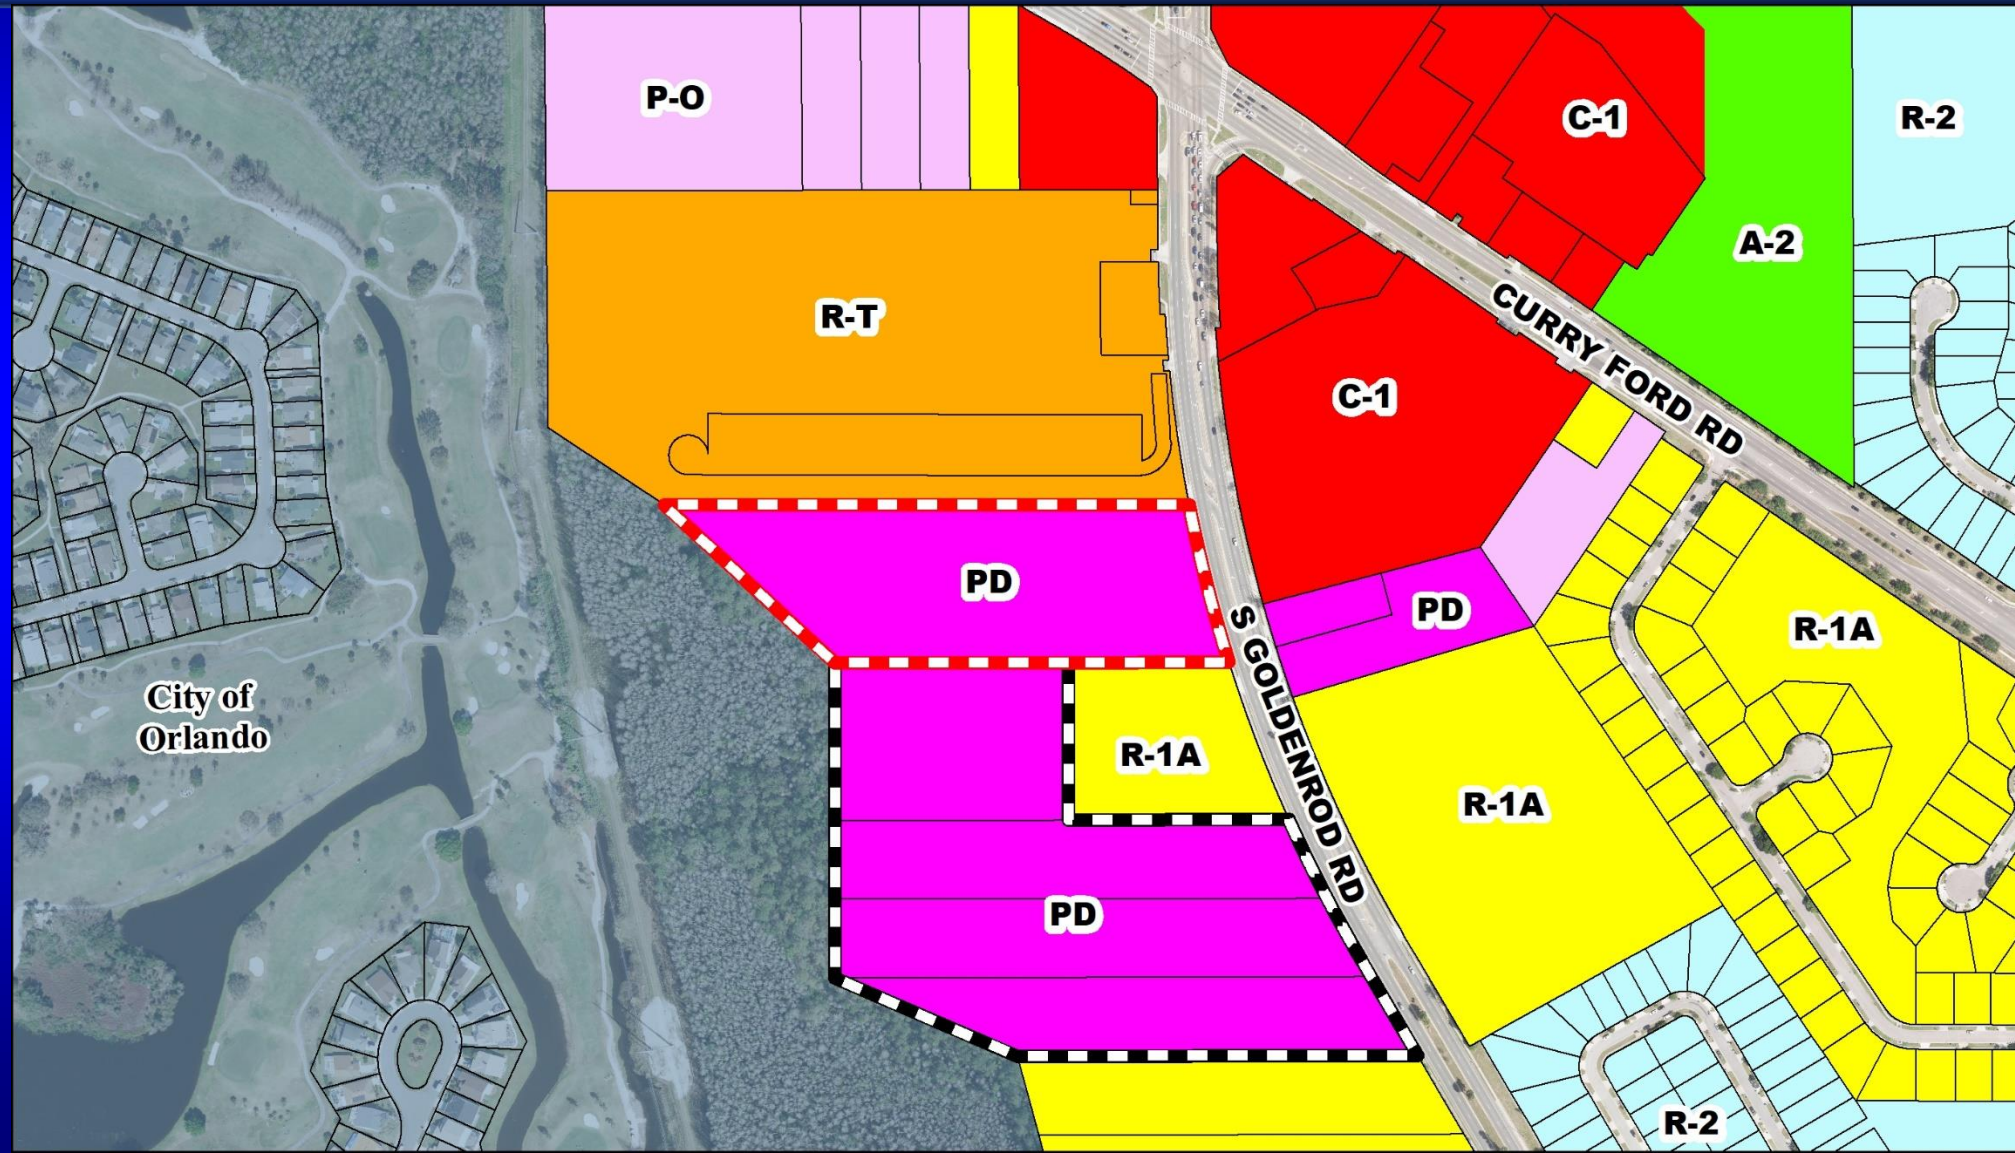 P-O
C-1
R-2
A-2
R-T
CURRY FORD RD
C-1
PD
PD
R-1A
S GOLDENROD RD
City of
Orlando
R-1A
R-1A
PD
R-2